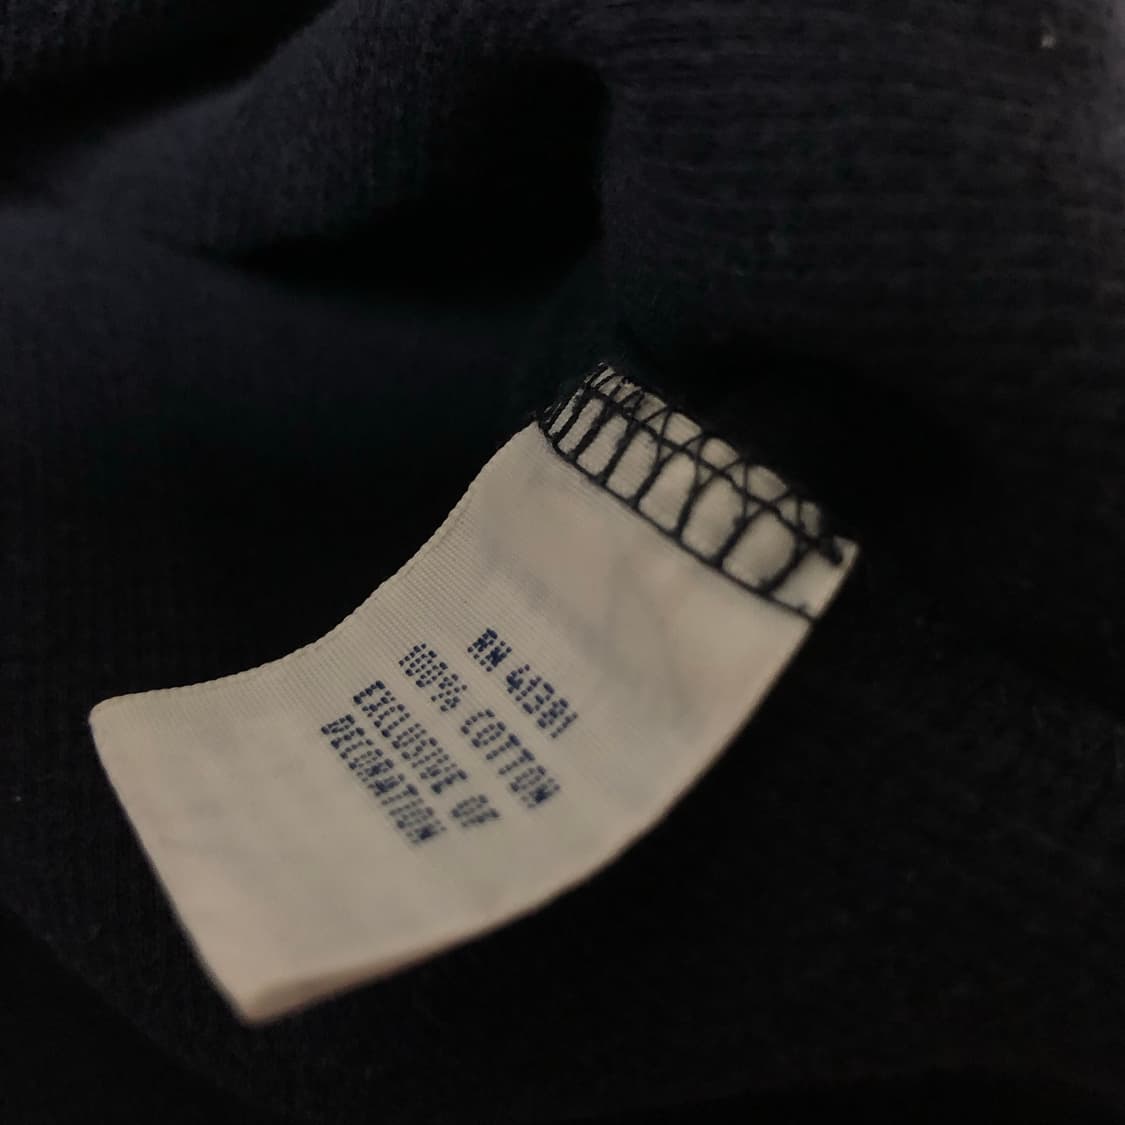 RN 41381
100% COTTON
EXCLUSIVE OF
DECORATION